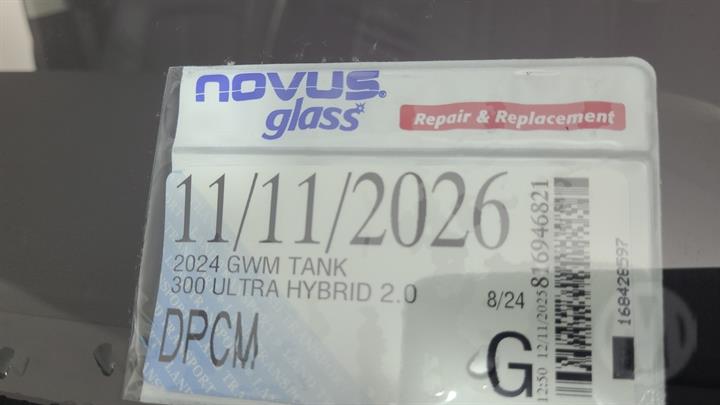 novus
glass
Repair & Replacement
11/11/2026
2024 GWM TANK
300 ULTRA HYBRID 2.0
8/24
DPCM
G
12:50 12/11/2025
816946821
168428597